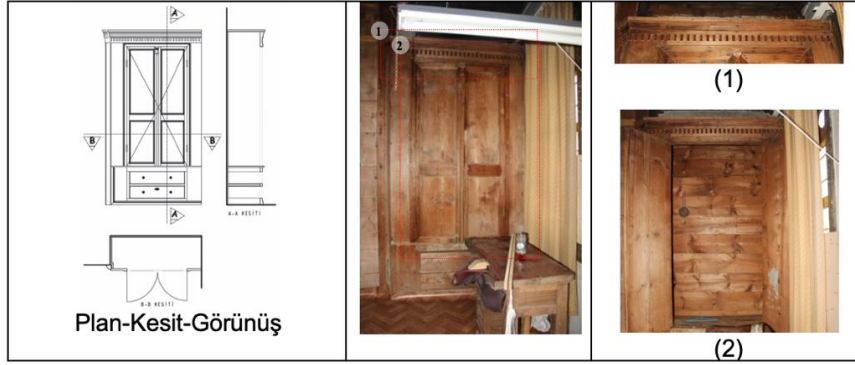 A
B
B
A
A-A KESİTİ
B-B KESİTİ
Plan-Kesit-Görünüş
1
2
(1)
(2)